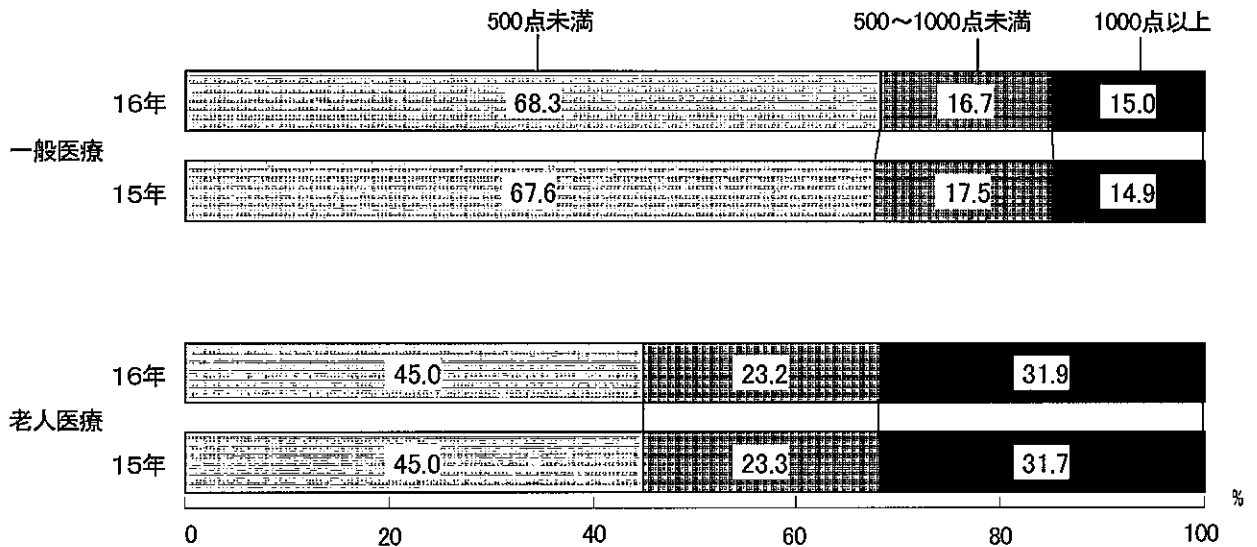 500点未満 500～1000点未満 1000点以上
16年 68.3 16.7 15.0
一般医療
15年 67.6 17.5 14.9
16年 45.0 23.2 31.9
老人医療
15年 45.0 23.3 31.7
0 20 40 60 80 100 %